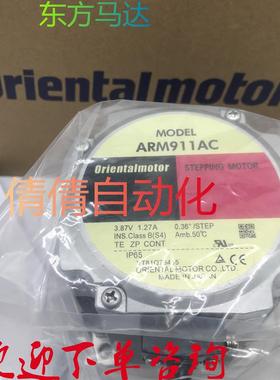 东方马达
Orientalmotor
MODEL
ARM911AC
Orientalmotor STEPPING MOTOR
倩倩自动化
3.87V 1.27A 0.36°/STEP
INS.Class B(S4) Amb.50℃
TE ZP CONT
IP65
ORIENTAL MOTOR CO.,LTD.
MADE IN JAPAN
欢迎下单咨询